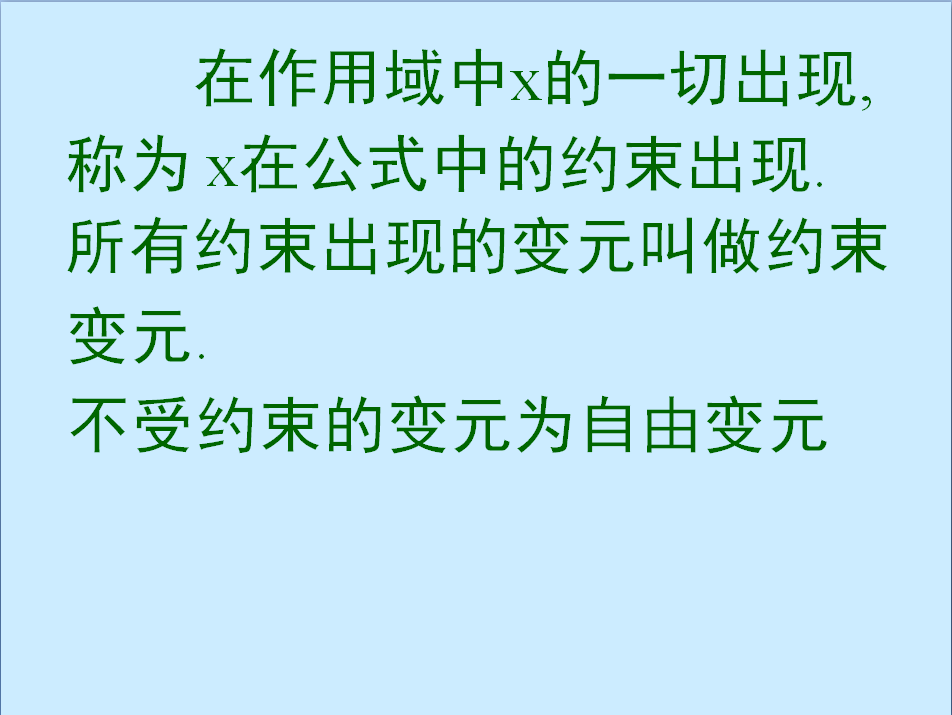 在作用域中x的一切出现,
称为 x在公式中的约束出现.
所有约束出现的变元叫做约束
变元.
不受约束的变元为自由变元